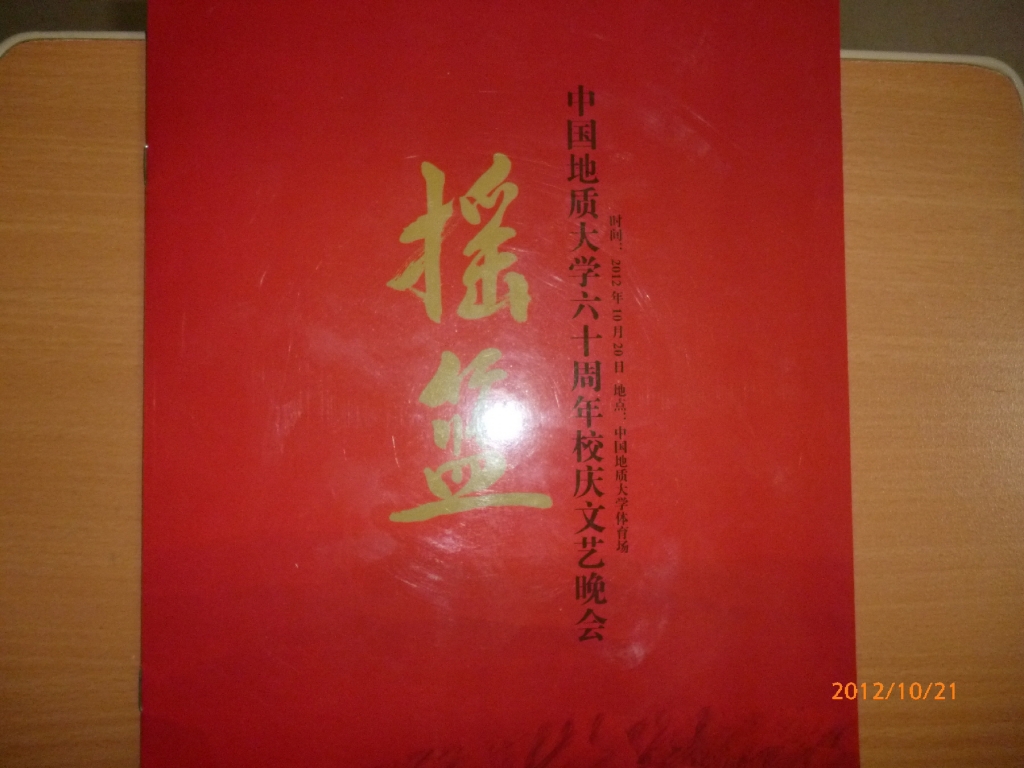 中国地质大学六十周年校庆文艺晚会
时间：2012年10月20日 地点：中国地质大学体育场
摇篮
2012/10/21